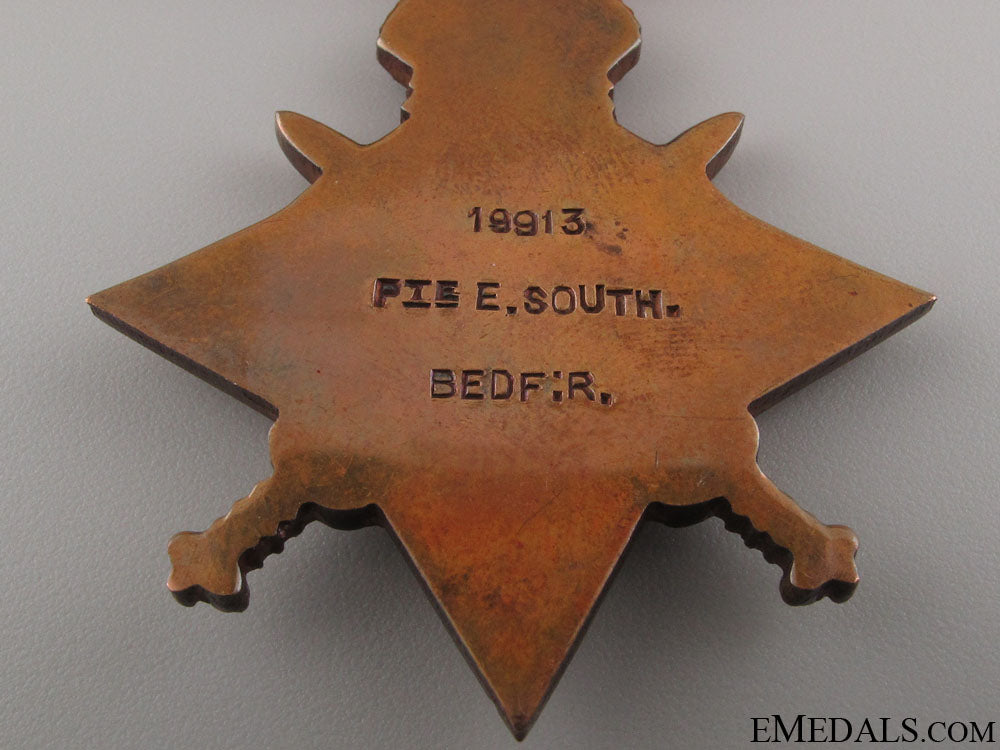 19913
PTE E. SOUTH.
BEDF:R.
EMEDALS.COM